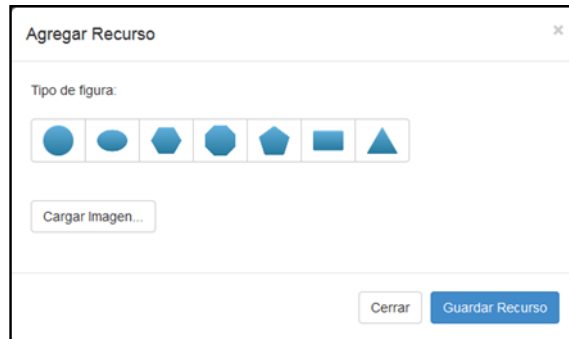 Agregar Recurso ×
Tipo de figura:
Cargar Imagen...
Cerrar Guardar Recurso